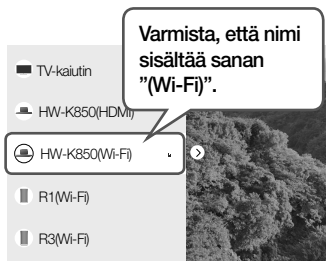 Varmista, että nimi
sisältää sanan
”(Wi-Fi)”.
TV-kaiutin
HW-K850(HDMI)
HW-K850(Wi-Fi)
R1(Wi-Fi)
R3(Wi-Fi)